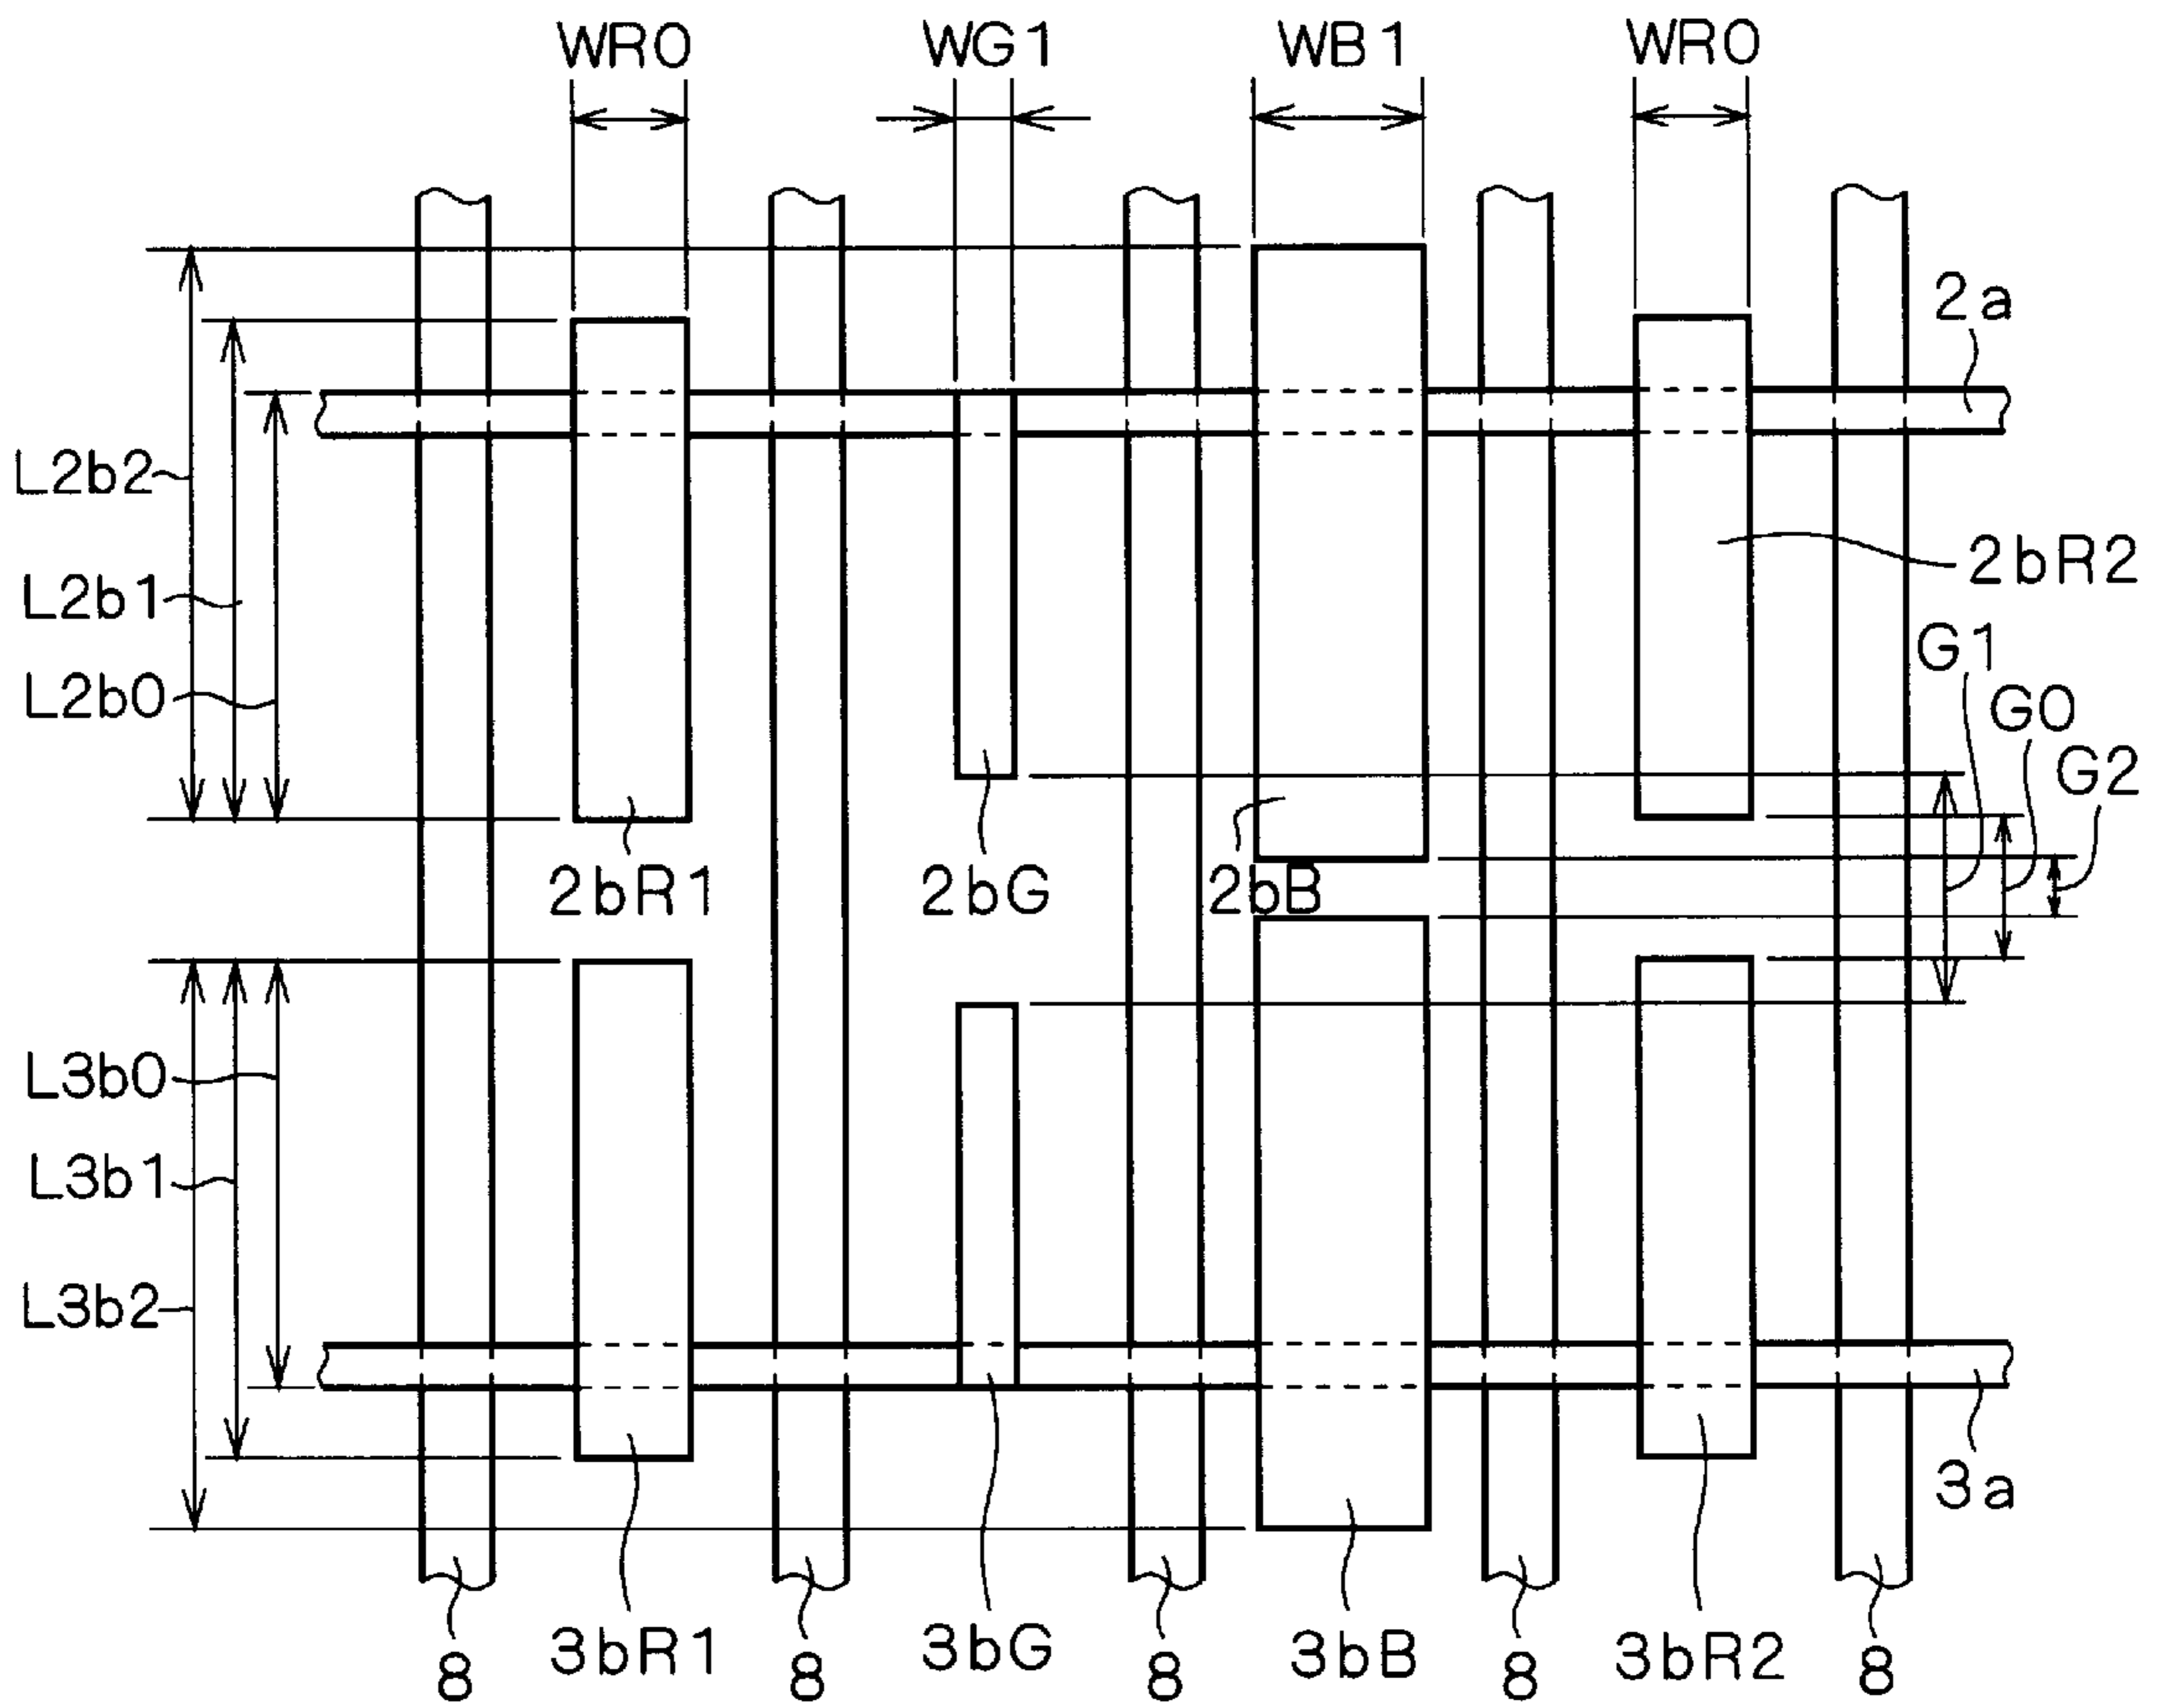 WR0 WG1 WB1 WR0
2a
L2b2
2bR2
L2b1
G1
L2b0
G0
G2
2bR1 2bG 2bB
L3b0
L3b1
L3b2
3a
8 3bR1 8 3bG 8 3bB 8 3bR2 8